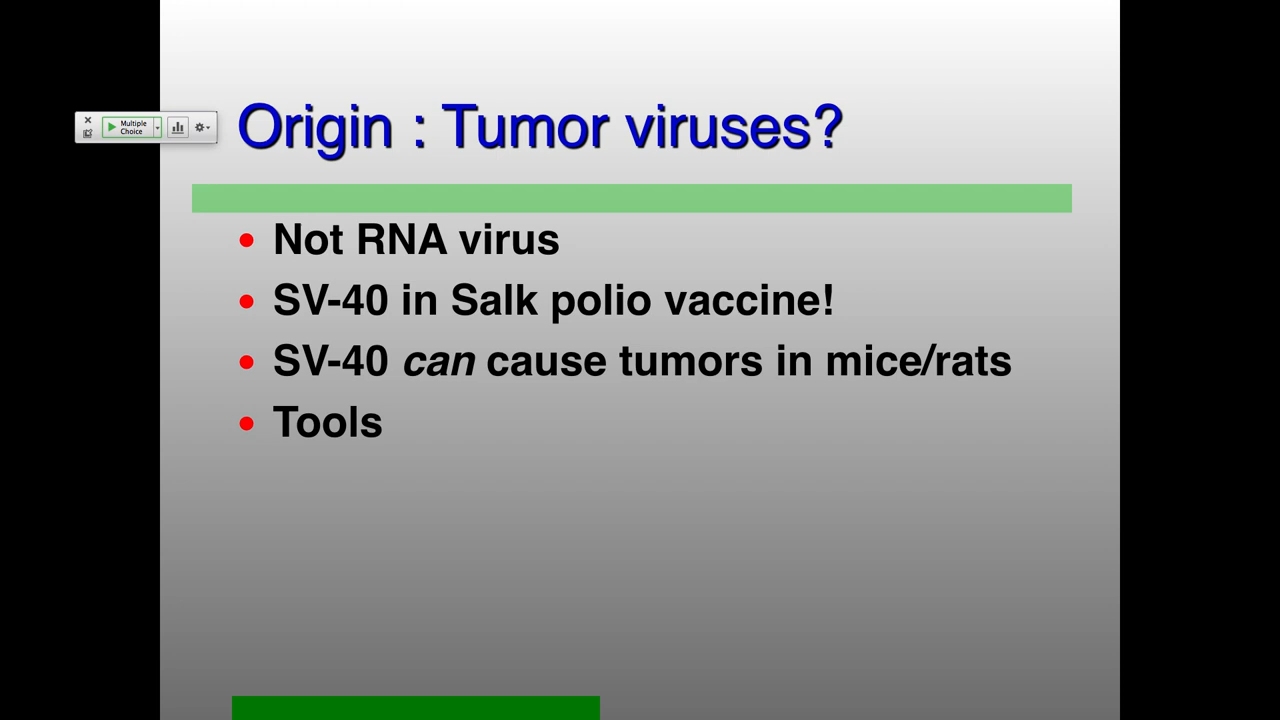 Multiple
Choice
Origin : Tumor viruses?
• Not RNA virus
• SV-40 in Salk polio vaccine!
• SV-40 can cause tumors in mice/rats
• Tools